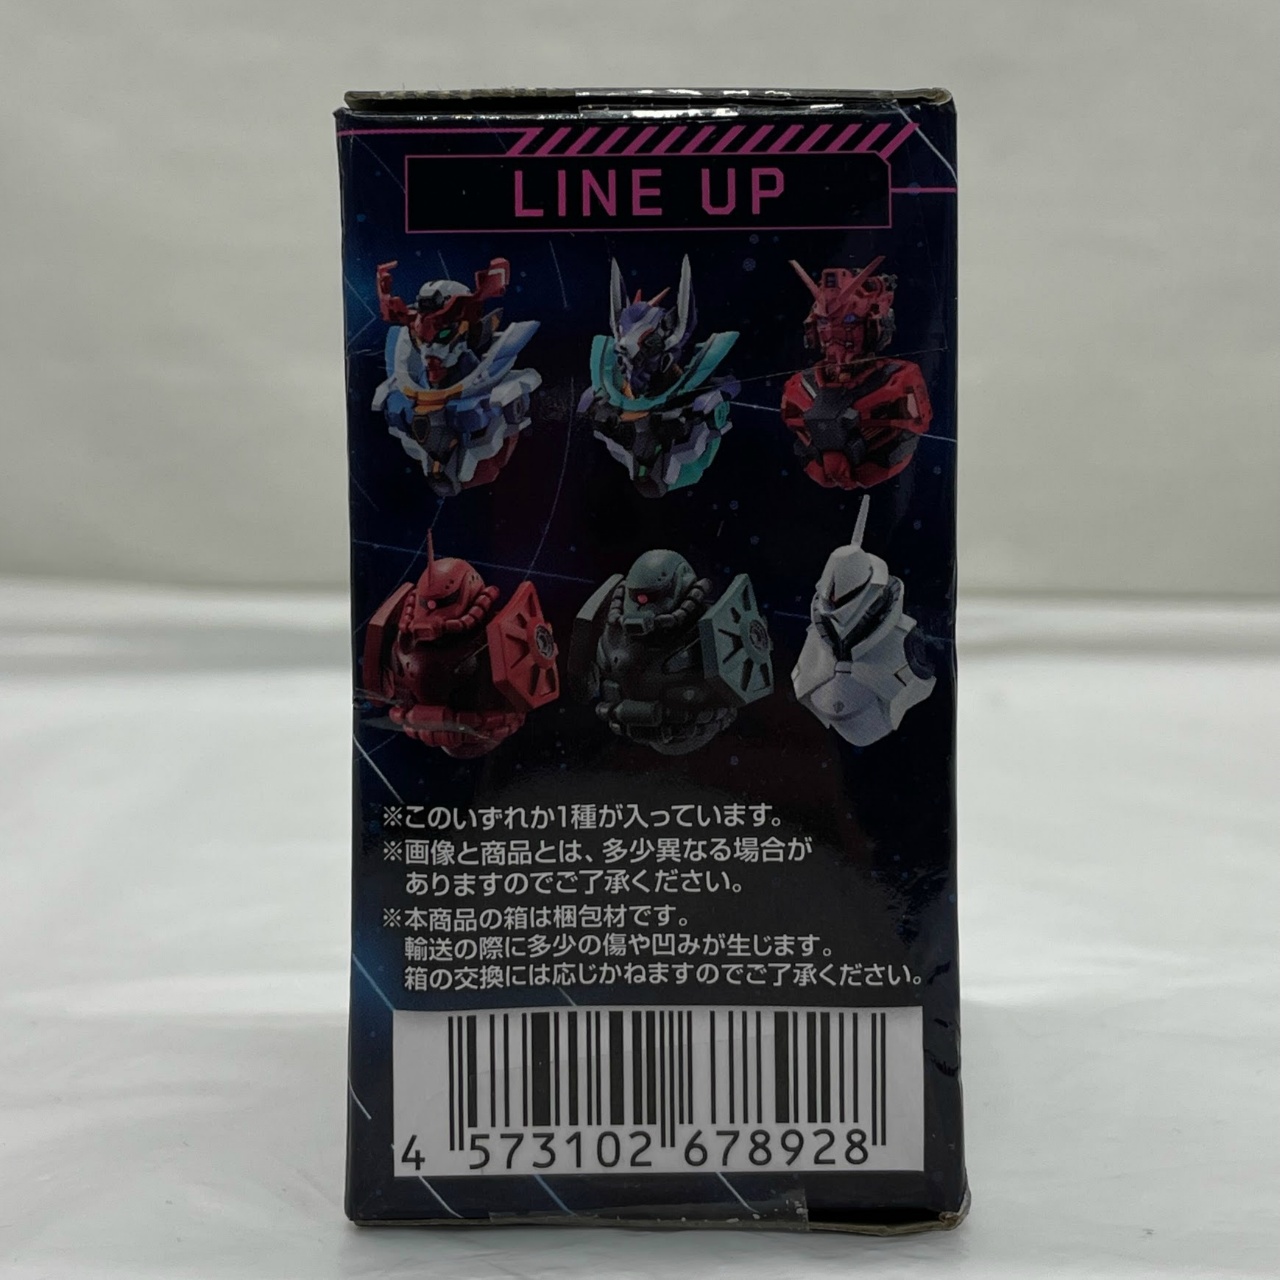 LINE UP
※このいずれか1種が入っています。
※画像と商品とは、多少異なる場合が
ありますのでご了承ください。
※本商品の箱は梱包材です。
輸送の際に多少の傷や凹みが生じます。
箱の交換には応じかねますのでご了承ください。
4 573102 678928